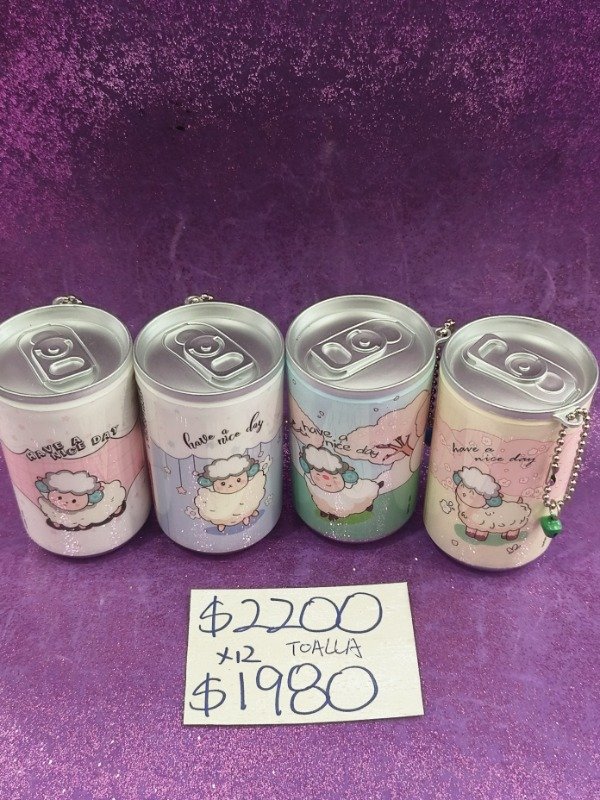 HAVE A
NICE DAY
have a
nice day
have a
nice day
have a
nice day
$2200
x12 TOALLA
$1980